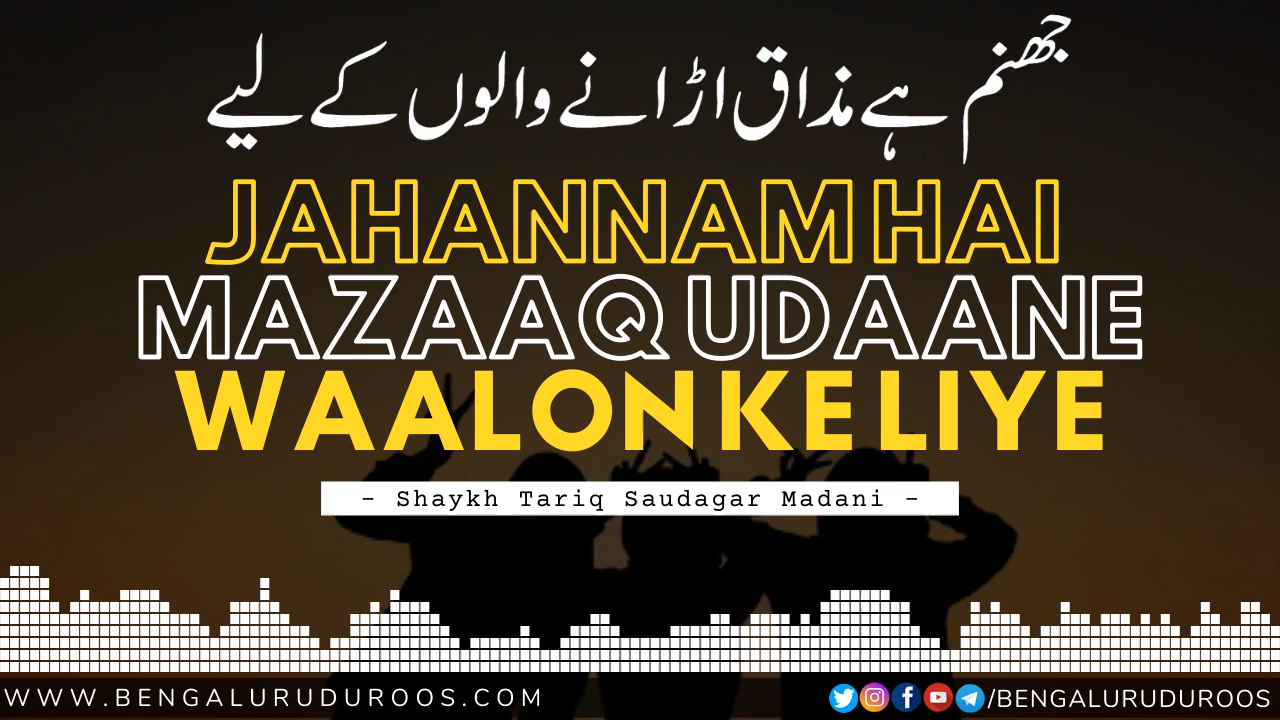 جهنم ہے مذاق اڑانے والوں کے لیے
JAHANNAM HAI
MAZAAQ UDAANE
WAALON KE LIYE
- Shaykh Tariq Saudagar Madani -
WWW.BENGALURUDUROOS.COM
/BENGALURUDUROOS